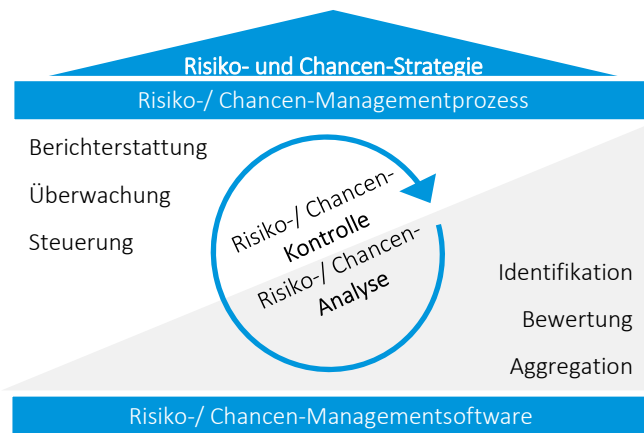 Risiko- und Chancen-Strategie
Risiko-/ Chancen-Managementprozess
Berichterstattung
Überwachung
Steuerung
Risiko-/ Chancen-
Kontrolle
Risiko-/ Chancen-
Analyse
Identifikation
Bewertung
Aggregation
Risiko-/ Chancen-Managementsoftware